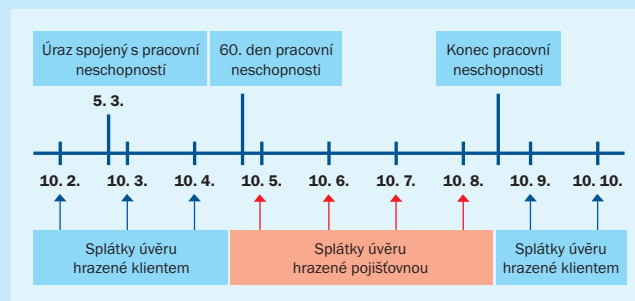 Úraz spojený s pracovní
neschopností
60. den pracovní
neschopnosti
Konec pracovní
neschopnosti
5. 3.
10. 2.
10. 3.
10. 4.
10. 5.
10. 6.
10. 7.
10. 8.
10. 9.
10. 10.
Splátky úvěru
hrazené klientem
Splátky úvěru
hrazené pojišťovnou
Splátky úvěru
hrazené klientem